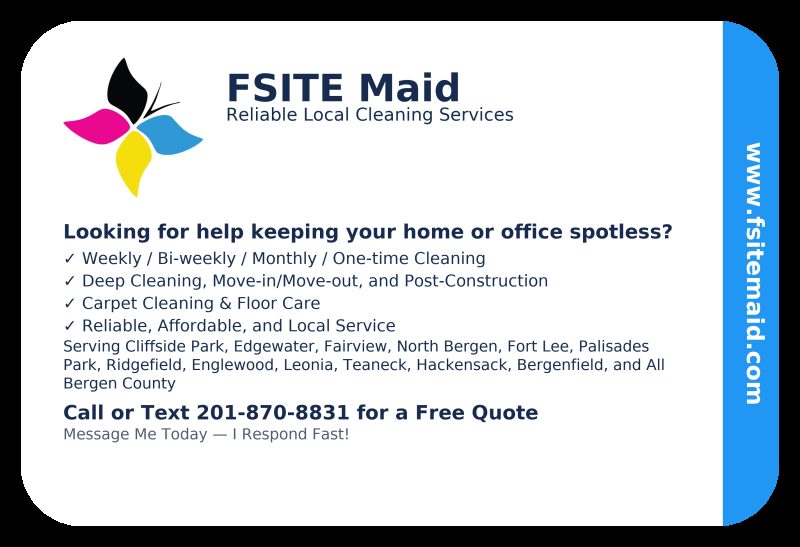 FSITE Maid
Reliable Local Cleaning Services
Looking for help keeping your home or office spotless?
✓ Weekly / Bi-weekly / Monthly / One-time Cleaning
✓ Deep Cleaning, Move-in/Move-out, and Post-Construction
✓ Carpet Cleaning & Floor Care
✓ Reliable, Affordable, and Local Service
Serving Cliffside Park, Edgewater, Fairview, North Bergen, Fort Lee, Palisades
Park, Ridgefield, Englewood, Leonia, Teaneck, Hackensack, Bergenfield, and All
Bergen County
Call or Text 201-870-8831 for a Free Quote
Message Me Today — I Respond Fast!
www.fsitemaid.com